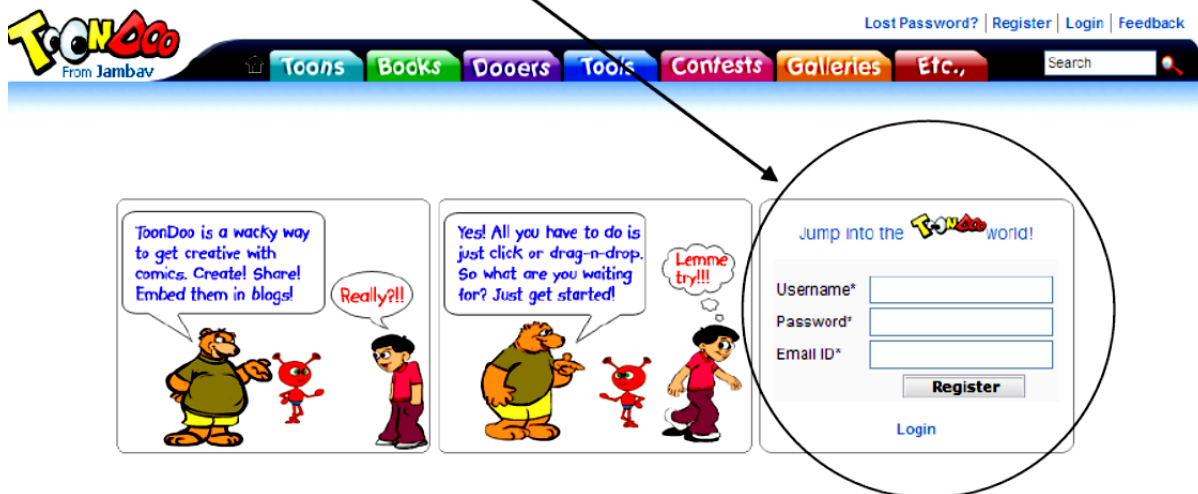 Lost Password? | Register | Login | Feedback
TOONDOO
From Jambav
Toons Books Dooers Tools Contests Galleries Etc.,
Search
ToonDoo is a wacky way
to get creative with
comics. Create! Share!
Embed them in blogs!
Really?!!
Yes! All you have to do is
just click or drag-n-drop.
So what are you waiting
for? Just get started!
Lemme
try!!!
Jump into the TOONDOO world!
Username*
Password*
Email ID*
Register
Login